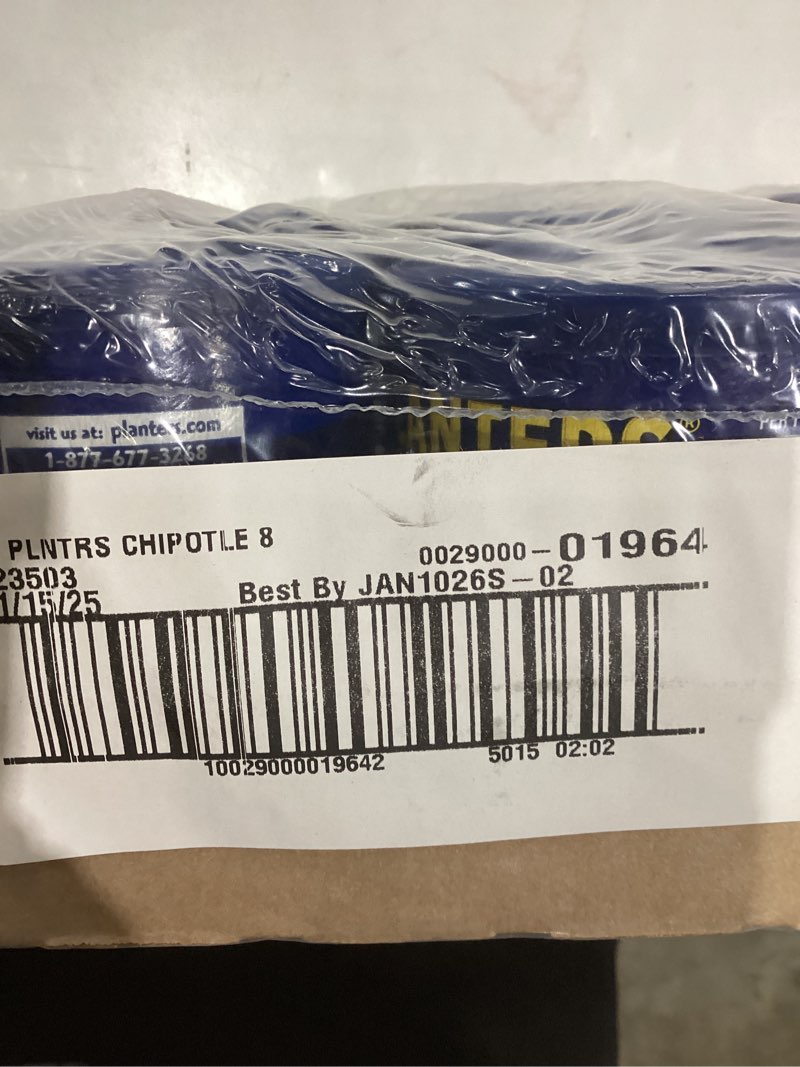 visit us at: planters.com
1-877-677-3268
ANTERS®
PLNTRS CHIPOTLE 8
0029000-01964
23503
Best By JAN1026S-02
1/15/25
10029000019642
5015 02:02